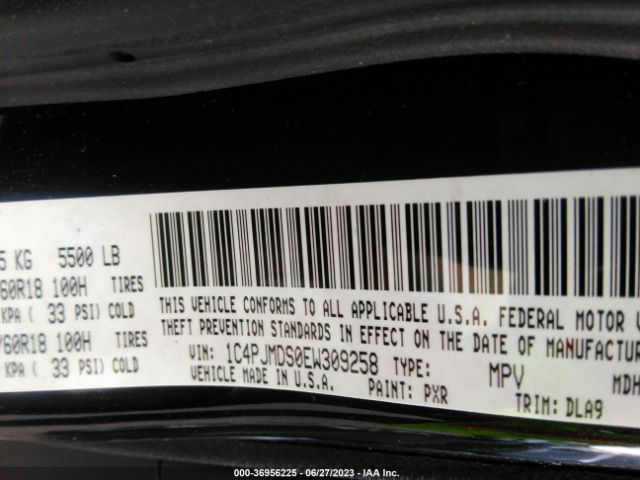 5 KG 5500 LB
60R18 100H TIRES
KPA ( 33 PSI) COLD
60R18 100H TIRES
KPA ( 33 PSI) COLD
THIS VEHICLE CONFORMS TO ALL APPLICABLE U.S.A. FEDERAL MOTOR
THEFT PREVENTION STANDARDS IN EFFECT ON THE DATE OF MANUFACTUR
VIN: 1C4PJMDS0EW309258 TYPE: MPV MDH
VEHICLE MADE IN U.S.A. PAINT: PXR TRIM: DLA9
000-36956225 - 06/27/2023 - IAA Inc.